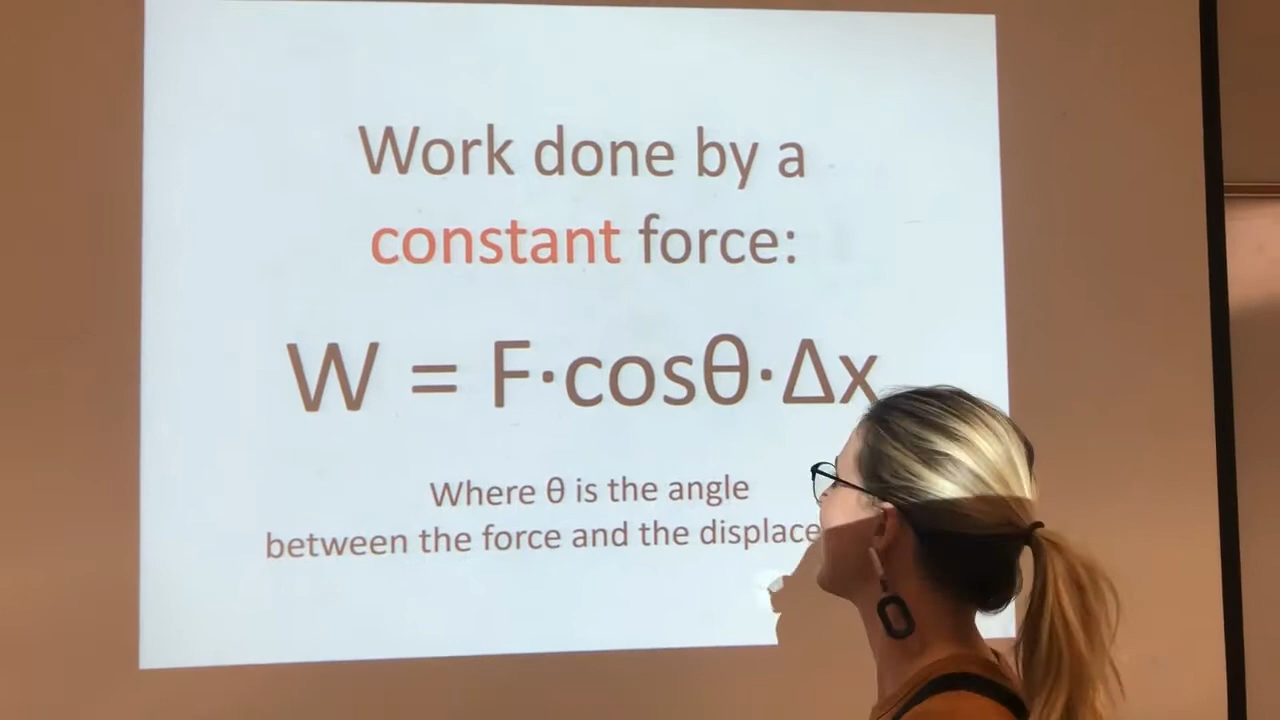 Work done by a
constant force:
W = F·cosθ·Δx
Where θ is the angle
between the force and the displace